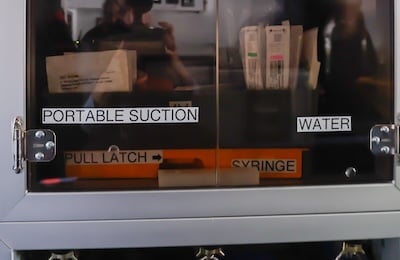 PORTABLE SUCTION
WATER
PULL LATCH →
SYRINGE